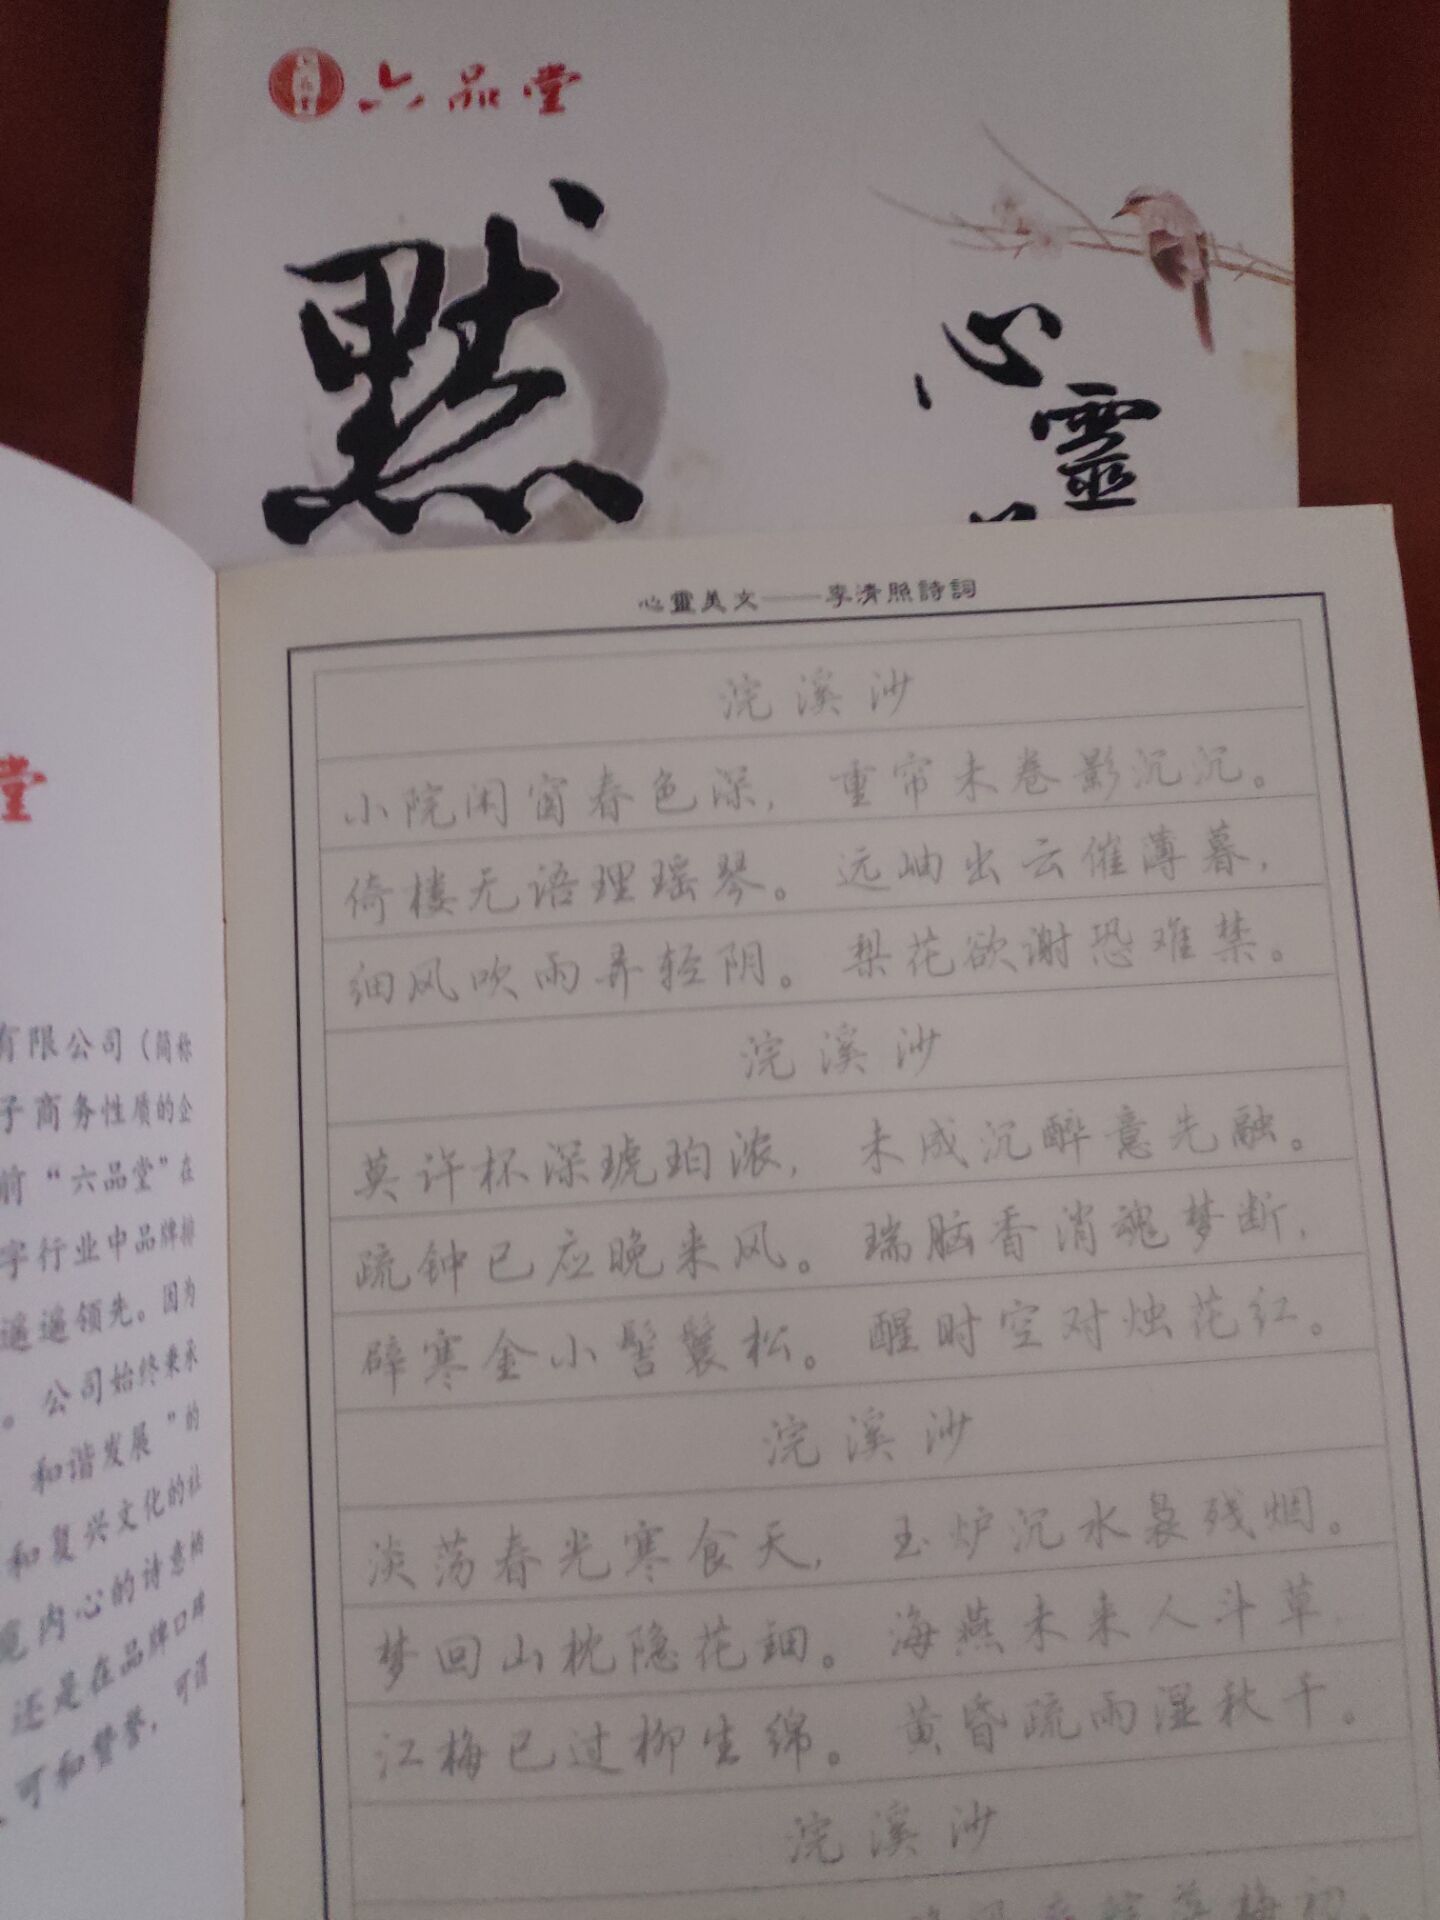 六品堂
默
心靈
心靈美文——李清照詩詞
浣溪沙
小院闲窗春色深，重帘未卷影沉沉。
倚楼无语理瑶琴。远岫出云催薄暮，
细风吹雨弄轻阴。梨花欲谢恐难禁。
浣溪沙
莫许杯深琥珀浓，未成沉醉意先融。
疏钟已应晚来风。瑞脑香消魂梦断，
辟寒金小髻鬟松。醒时空对烛花红。
浣溪沙
淡荡春光寒食天，玉炉沉水袅残烟。
梦回山枕隐花钿。海燕未来人斗草，
江梅已过柳生绵。黄昏疏雨湿秋千。
浣溪沙
堂
有限公司（简称
子商务性质的企
前“六品堂”在
字行业中品牌排
遥遥领先。因为
。公司始终秉承
和谐发展”的
和复兴文化的社
境内心的诗意栖
还是在品牌口碑
可和赞誉，可谓